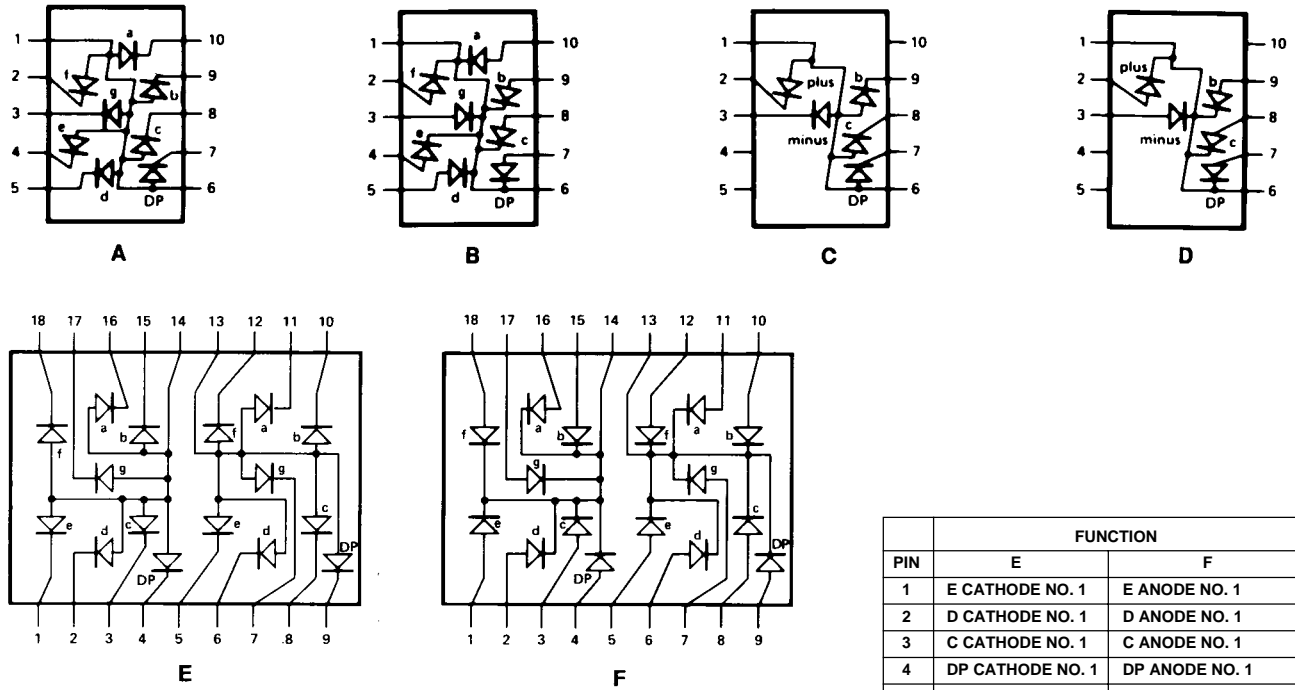 a
1 10
f
2 9
b
g
3 8
e c
4 7
5 6
d DP
A
a
1 10
f
2 9
b
g
3 8
e c
4 7
5 6
d DP
B
1 10
plus
2 9
b
3 8
minus c
4 7
5 6
DP
C
1 10
plus
2 9
b
3 8
minus c
4 7
5 6
DP
D
18 17 16 15 14 13 12 11 10
a b f a b
f
g g
e c e c
d d
DP DP
1 2 3 4 5 6 7 8 9
E
18 17 16 15 14 13 12 11 10
a b f a b
f
g g
e c e c
d d
DP DP
1 2 3 4 5 6 7 8 9
F
FUNCTION
PIN E F
1 E CATHODE NO. 1 E ANODE NO. 1
2 D CATHODE NO. 1 D ANODE NO. 1
3 C CATHODE NO. 1 C ANODE NO. 1
4 DP CATHODE NO. 1 DP ANODE NO. 1